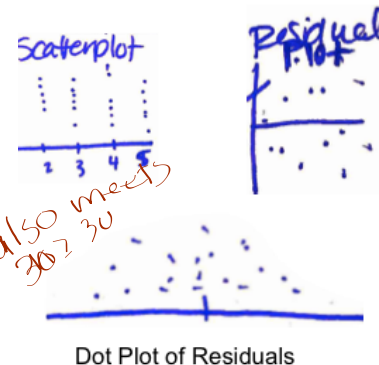 Scatterplot
Residual
Plot
2 3 4 5
also meets
30≥30
Dot Plot of Residuals